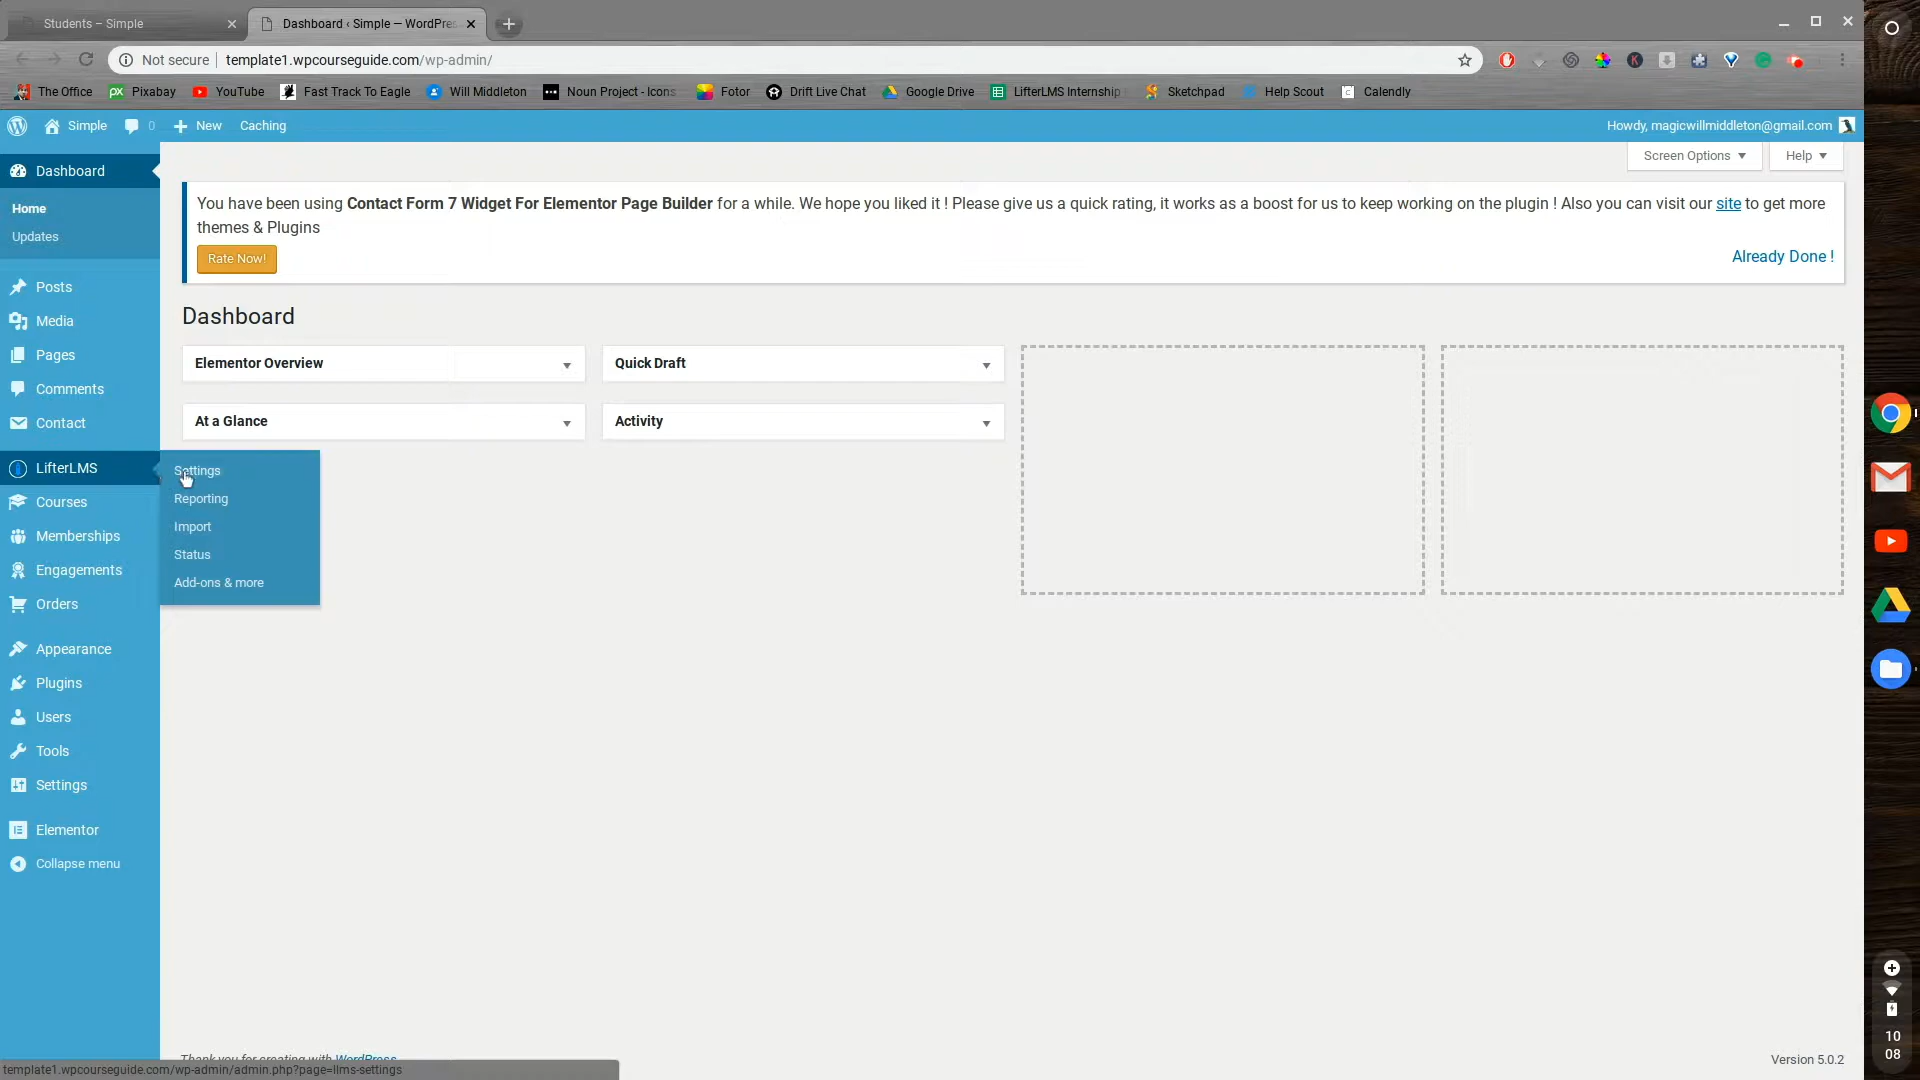 Students – Simple
Dashboard ‹ Simple — WordPres
Not secure
template1.wpcourseguide.com/wp-admin/
The Office
px Pixabay
YouTube
Fast Track To Eagle
Will Middleton
Noun Project - Icons
Fotor
Drift Live Chat
Google Drive
LifterLMS Internship
Sketchpad
Help Scout
Calendly
Simple
0
New
Caching
Howdy, magicwillmiddleton@gmail.com
Dashboard
Home
Updates
Posts
Media
Pages
Comments
Contact
LifterLMS
Courses
Memberships
Engagements
Orders
Appearance
Plugins
Users
Tools
Settings
Elementor
Collapse menu
Settings
Reporting
Import
Status
Add-ons & more
Screen Options
Help
You have been using Contact Form 7 Widget For Elementor Page Builder for a while. We hope you liked it ! Please give us a quick rating, it works as a boost for us to keep working on the plugin ! Also you can visit our site to get more
themes & Plugins
Rate Now!
Already Done !
Dashboard
Elementor Overview
Quick Draft
At a Glance
Activity
Thank you for creating with WordPress
Version 5.0.2
template1.wpcourseguide.com/wp-admin/admin.php?page=llms-settings
10
08